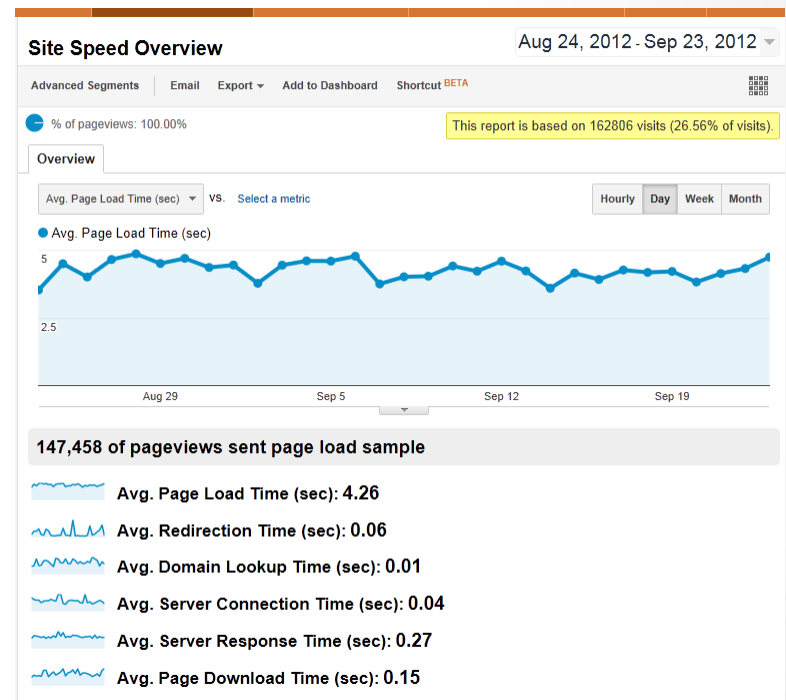 Site Speed Overview
Aug 24, 2012 - Sep 23, 2012
Advanced Segments Email Export Add to Dashboard Shortcut BETA
% of pageviews: 100.00%
This report is based on 162806 visits (26.56% of visits).
Overview
Avg. Page Load Time (sec) VS. Select a metric
Hourly Day Week Month
Avg. Page Load Time (sec)
5
2.5
Aug 29 Sep 5 Sep 12 Sep 19
147,458 of pageviews sent page load sample
Avg. Page Load Time (sec): 4.26
Avg. Redirection Time (sec): 0.06
Avg. Domain Lookup Time (sec): 0.01
Avg. Server Connection Time (sec): 0.04
Avg. Server Response Time (sec): 0.27
Avg. Page Download Time (sec): 0.15